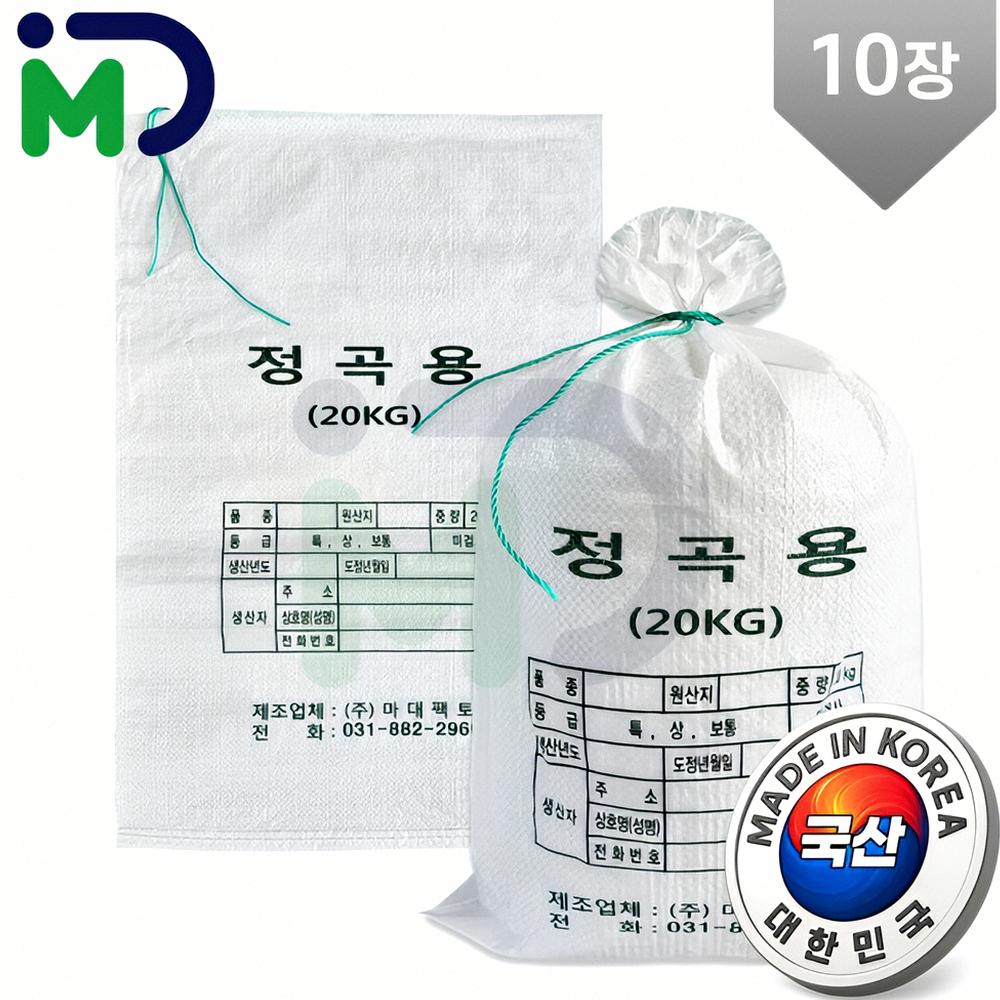 10장
정곡용
(20KG)
품 종 원산지 중량 2
등 급 특, 상, 보통 미검
생산년도 도정년월일
생산자
주 소
상호명(성명)
전화번호
제조업체 : (주) 마대팩토
전 화 : 031-882-296
정곡용
(20KG)
품 종 원산지 중량 kg
등 급 특, 상, 보통
생산년도 도정년월일
생산자
주 소
상호명(성명)
전화번호
제조업체 : (주)
전 화 : 031-8
MADE IN KOREA
국산
대한민국